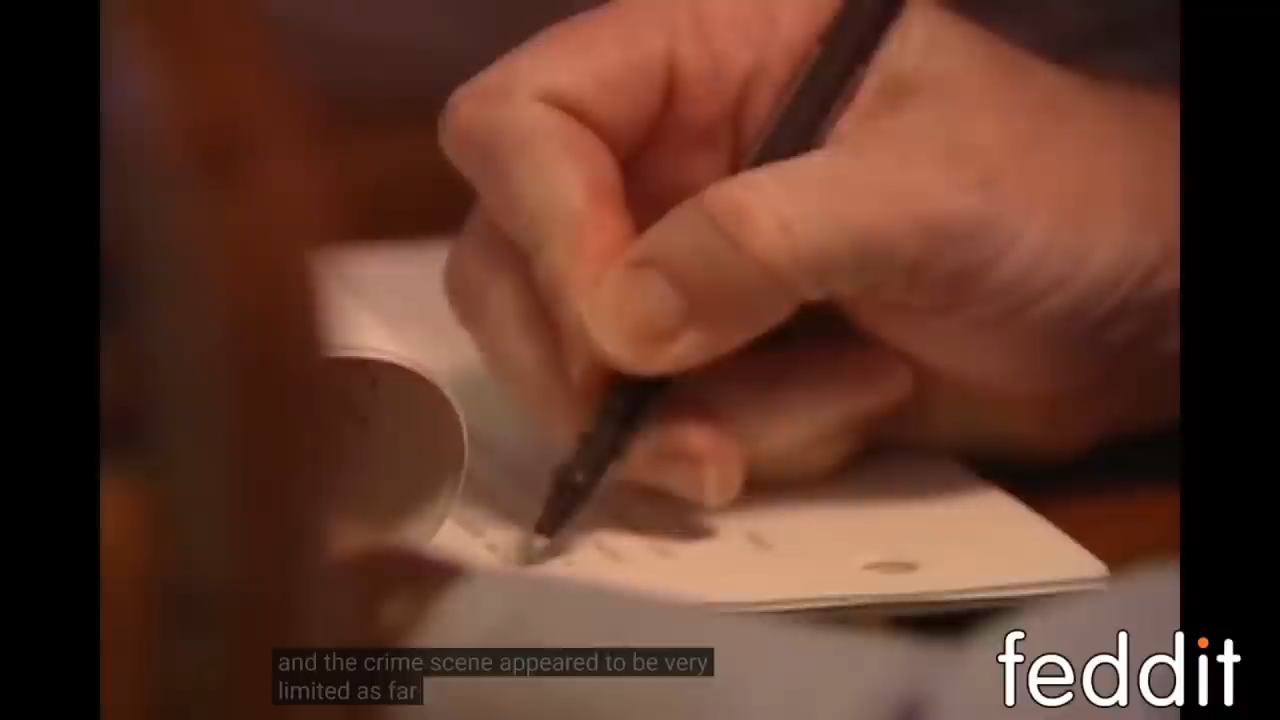 and the crime scene appeared to be very
limited as far
feddit